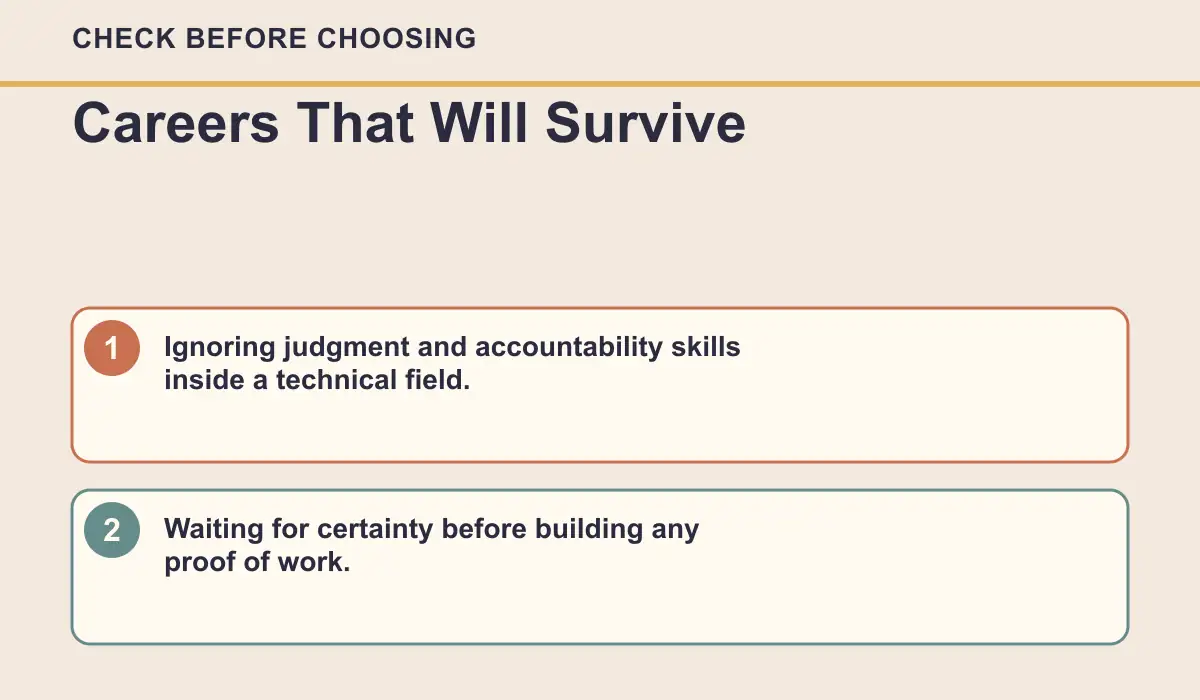 CHECK BEFORE CHOOSING
Careers That Will Survive
1
Ignoring judgment and accountability skills
inside a technical field.
2
Waiting for certainty before building any
proof of work.